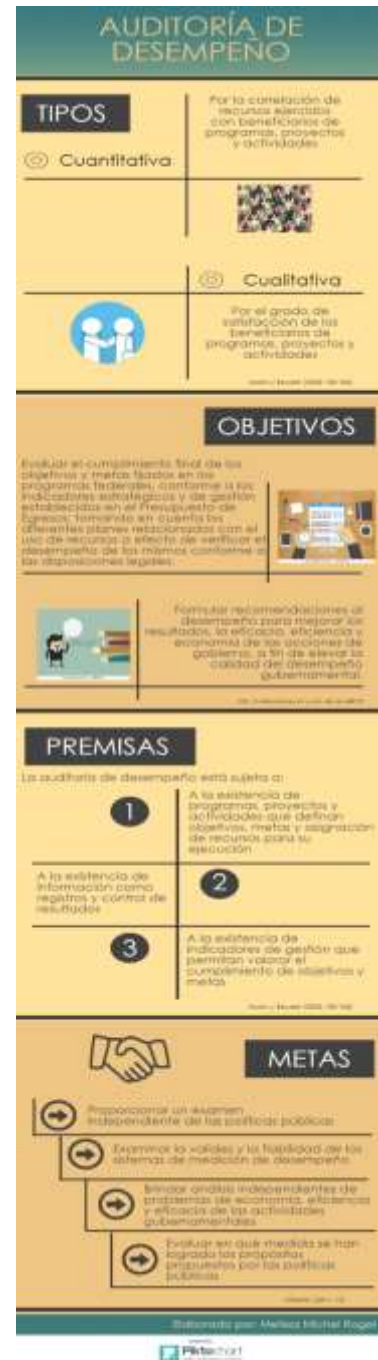 AUDITORÍA DE
DESEMPEÑO
TIPOS
Cuantitativa
Por la correlación de
recursos ejercidos
con beneficiarios de
programas, proyectos
y actividades
Cualitativa
Por el grado de
satisfacción de los
beneficiarios de
programas, proyectos y
actividades
OBJETIVOS
Evaluar el cumplimiento final de los
objetivos y metas fijados en los
programas federales, conforme a los
indicadores estratégicos y de gestión
establecidos en el Presupuesto de
Egresos; tomando en cuenta los
diferentes planes relacionados con el
uso de recursos a efecto de verificar el
desempeño de los mismos conforme a
las disposiciones legales.
Formular recomendaciones al
desempeño para mejorar los
resultados, la eficacia, eficiencia y
economía de las acciones de
gobierno, a fin de elevar la
calidad del desempeño
gubernamental.
PREMISAS
La auditoría de desempeño está sujeta a:
1
A la existencia de
programas, proyectos y
actividades que definan
objetivos, metas y asignación
de recursos para su
ejecución
A la existencia de
información como
registros y control de
resultados
2
3
A la existencia de
indicadores de gestión que
permitan valorar el
cumplimiento de objetivos y
metas
METAS
Proporcionar un examen
independiente de las políticas públicas
Examinar la validez y la fiabilidad de los
sistemas de medición de desempeño
Brindar análisis independientes de
problemas de economía, eficiencia
y eficacia de las actividades
gubernamentales
Evaluar en qué medida se han
logrado los propósitos
propuestos por las políticas
públicas
Elaborado por: Melissa Michel Rogel
Piktochart